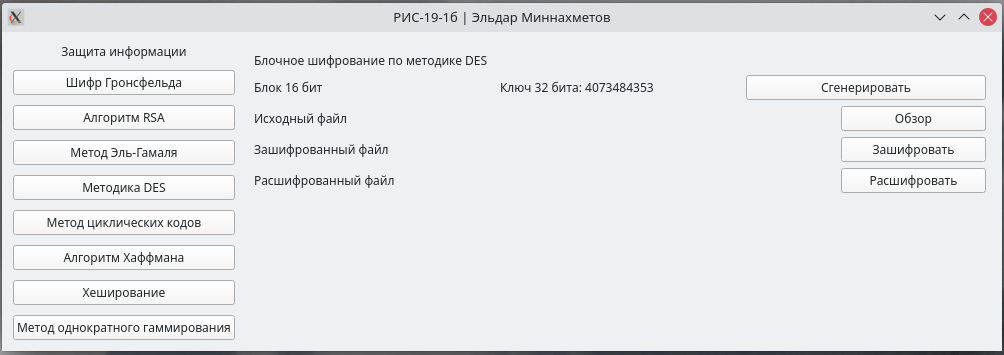 РИС-19-1б | Эльдар Миннахметов
Защита информации
Шифр Гронсфельда
Алгоритм RSA
Метод Эль-Гамаля
Методика DES
Метод циклических кодов
Алгоритм Хаффмана
Хеширование
Метод однократного гаммирования
Блочное шифрование по методике DES
Блок 16 бит Ключ 32 бита: 4073484353 Сгенерировать
Исходный файл Обзор
Зашифрованный файл Зашифровать
Расшифрованный файл Расшифровать